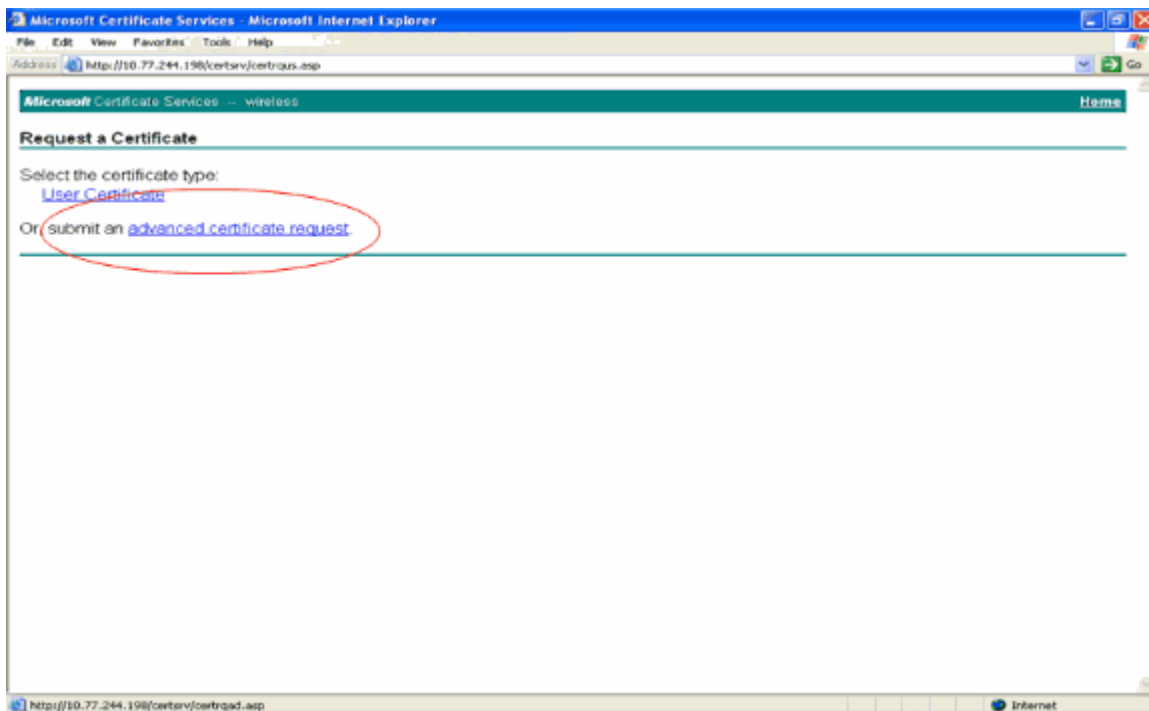 Microsoft Certificate Services - Microsoft Internet Explorer
File Edit View Favorites Tools Help
Address http://10.77.244.198/certsrv/certrqus.asp Go
Microsoft Certificate Services -- wireless Home
Request a Certificate
Select the certificate type:
User Certificate
Or, submit an advanced certificate request.
http://10.77.244.198/certsrv/certrqad.asp Internet